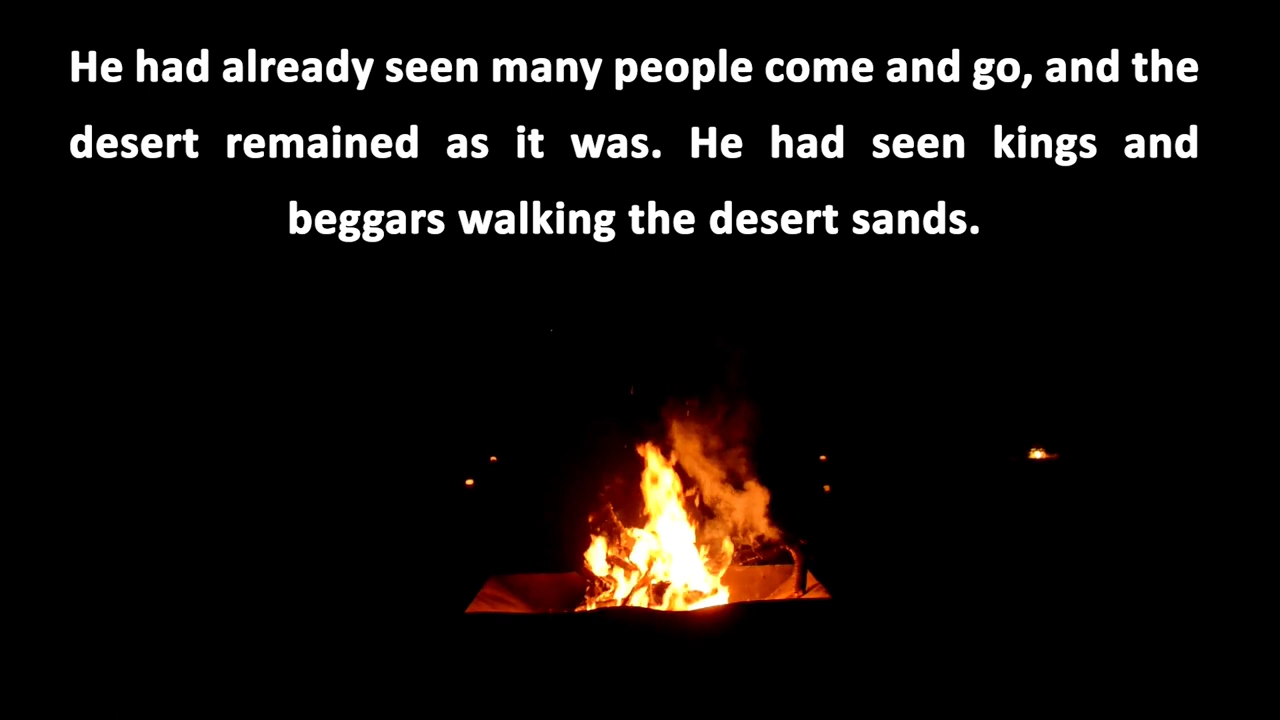 He had already seen many people come and go, and the
desert remained as it was. He had seen kings and
beggars walking the desert sands.